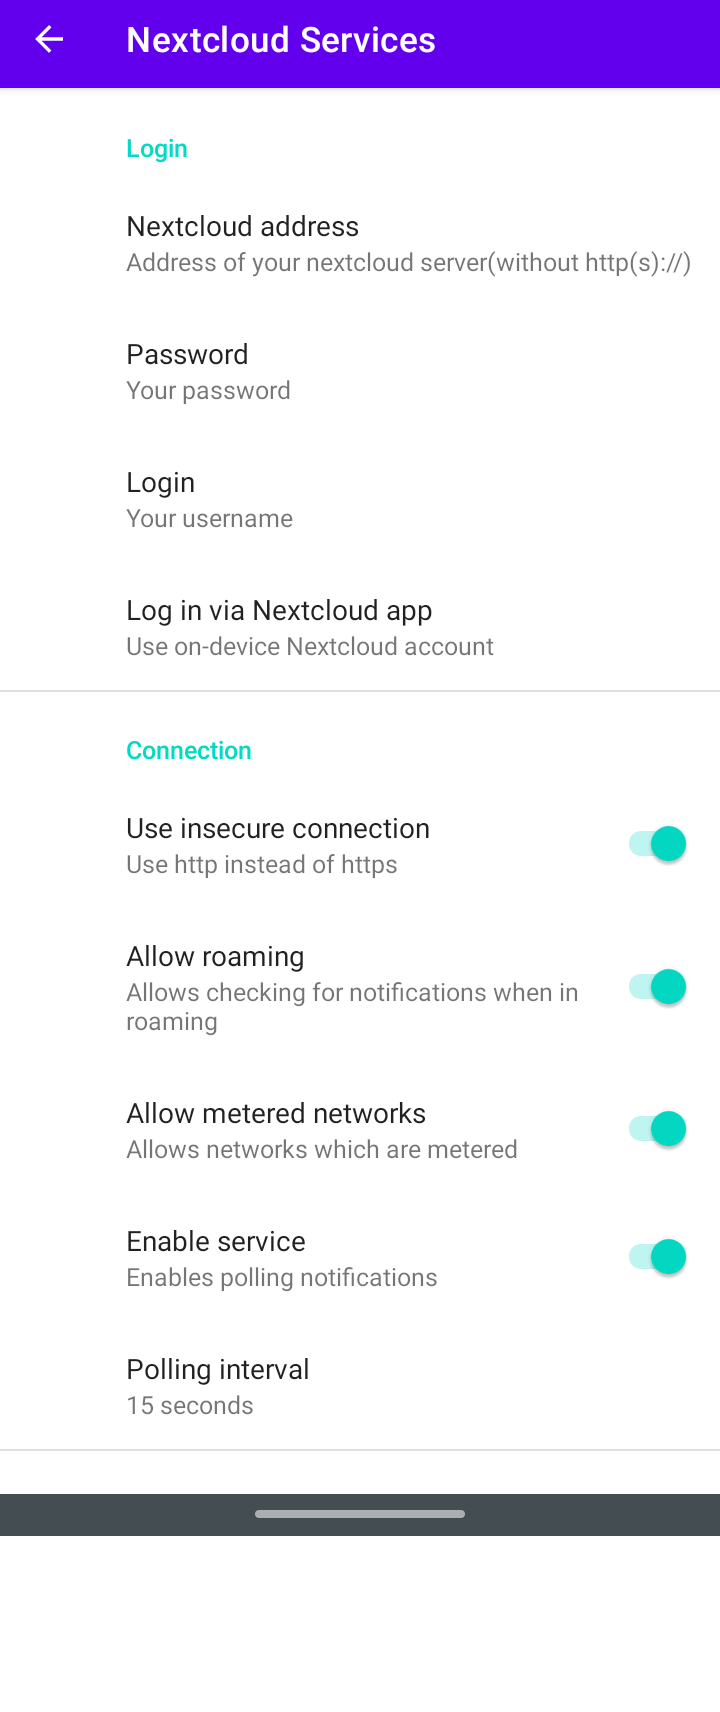 Nextcloud Services
Login
Nextcloud address
Address of your nextcloud server(without http(s)://)
Password
Your password
Login
Your username
Log in via Nextcloud app
Use on-device Nextcloud account
Connection
Use insecure connection
Use http instead of https
Allow roaming
Allows checking for notifications when in
roaming
Allow metered networks
Allows networks which are metered
Enable service
Enables polling notifications
Polling interval
15 seconds